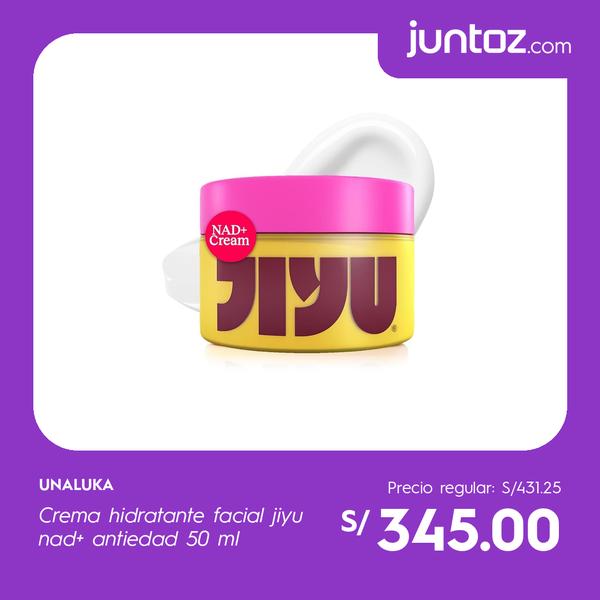 juntoz.com
NAD+
Cream
JIYU®
UNALUKA
Crema hidratante facial jiyu
nad+ antiedad 50 ml
Precio regular: S/431.25
S/ 345.00